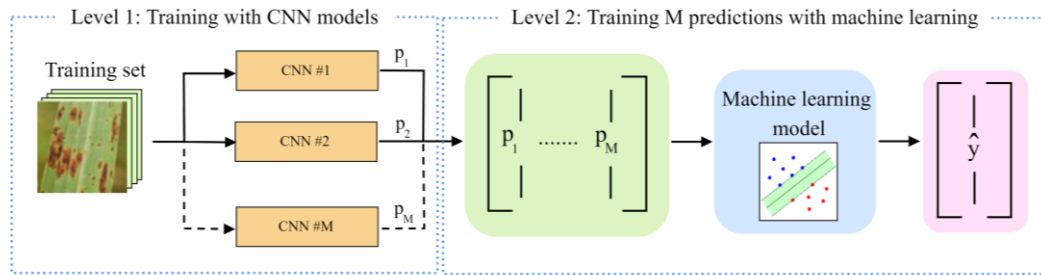 Level 1: Training with CNN models
Level 2: Training M predictions with machine learning
Training set
CNN #1
p1
CNN #2
p2
CNN #M
pM
p1 ....... pM
Machine learning
model
ŷ